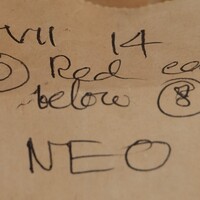 VII 14
Red
below 8
NEO